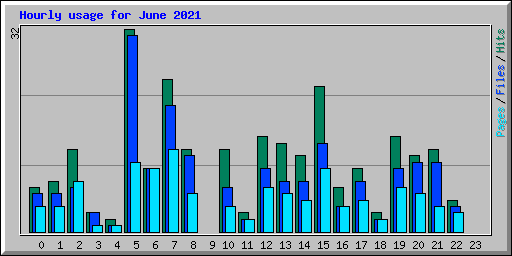 Hourly usage for June 2021
32
Pages / Files / Hits
0 1 2 3 4 5 6 7 8 9 10 11 12 13 14 15 16 17 18 19 20 21 22 23